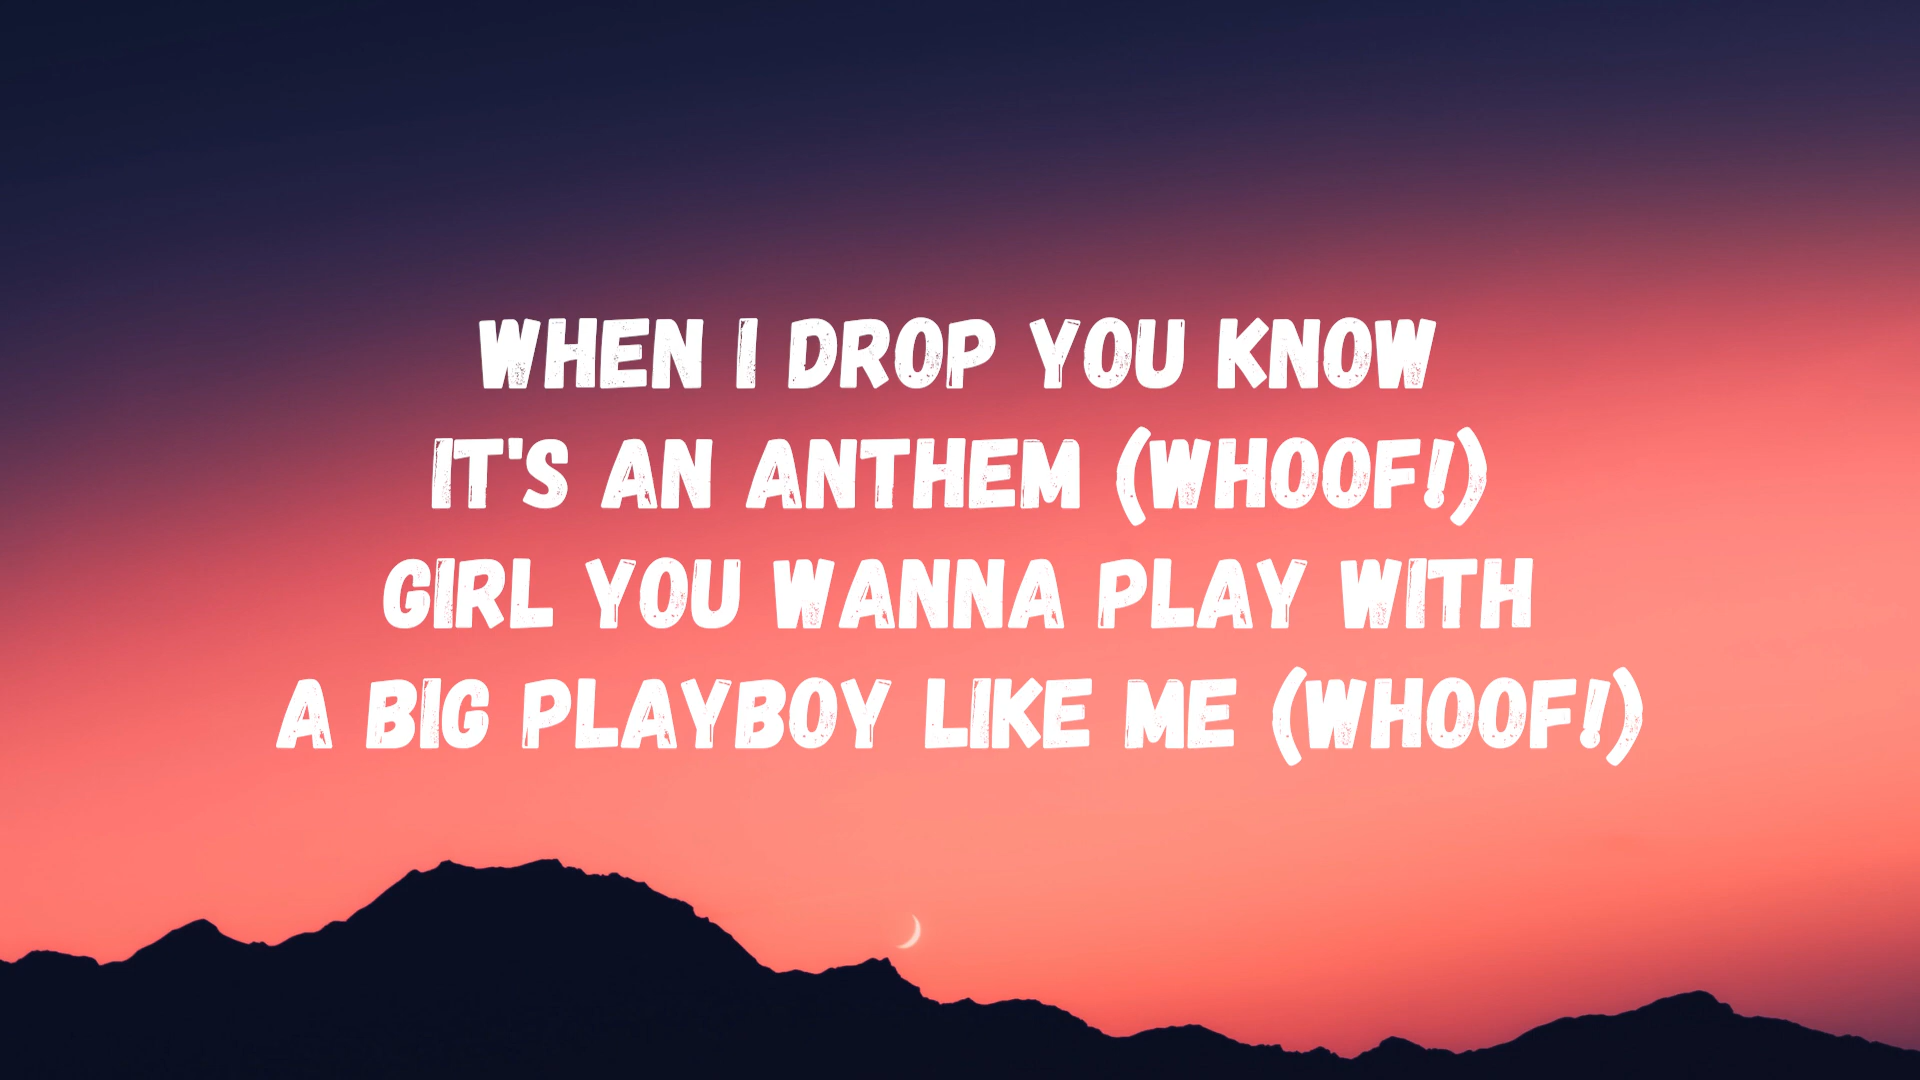 WHEN I DROP YOU KNOW
IT'S AN ANTHEM (WHOOF!)
GIRL YOU WANNA PLAY WITH
A BIG PLAYBOY LIKE ME (WHOOF!)